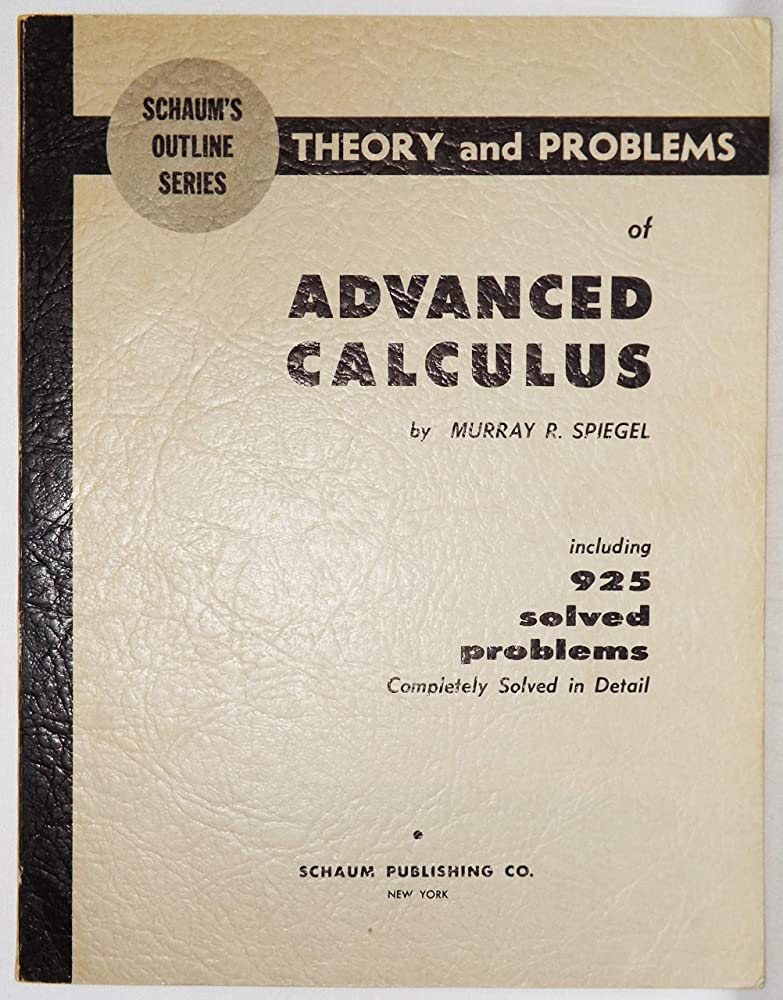 SCHAUM'S
OUTLINE
SERIES
THEORY and PROBLEMS
of
ADVANCED
CALCULUS
by MURRAY R. SPIEGEL
including
925
solved
problems
Completely Solved in Detail
SCHAUM PUBLISHING CO.
NEW YORK